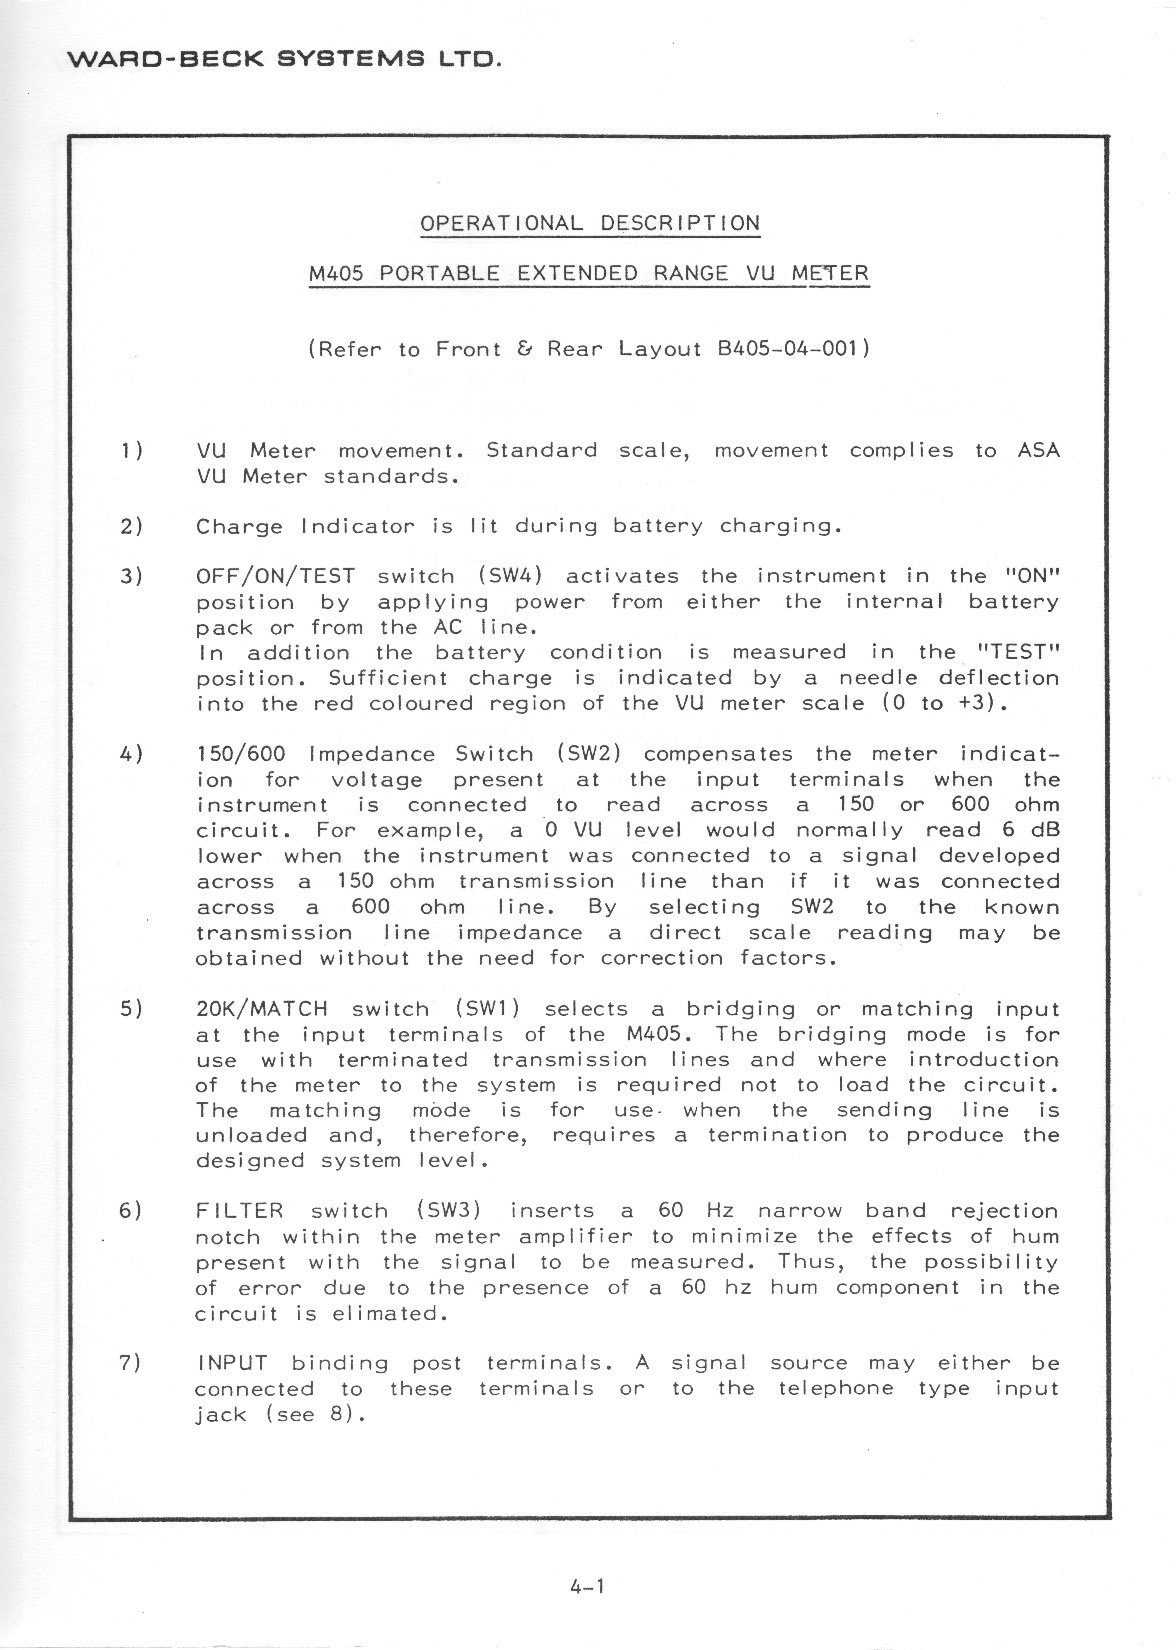 WARD-BECK SYSTEMS LTD.
OPERATIONAL DESCRIPTION
M405 PORTABLE EXTENDED RANGE VU METER
(Refer to Front & Rear Layout B405-04-001)
1) VU Meter movement. Standard scale, movement complies to ASA
VU Meter standards.
2) Charge Indicator is lit during battery charging.
3) OFF/ON/TEST switch (SW4) activates the instrument in the "ON"
position by applying power from either the internal battery
pack or from the AC line.
In addition the battery condition is measured in the "TEST"
position. Sufficient charge is indicated by a needle deflection
into the red coloured region of the VU meter scale (0 to +3).
4) 150/600 Impedance Switch (SW2) compensates the meter indicat-
ion for voltage present at the input terminals when the
instrument is connected to read across a 150 or 600 ohm
circuit. For example, a 0 VU level would normally read 6 dB
lower when the instrument was connected to a signal developed
across a 150 ohm transmission line than if it was connected
across a 600 ohm line. By selecting SW2 to the known
transmission line impedance a direct scale reading may be
obtained without the need for correction factors.
5) 20K/MATCH switch (SW1) selects a bridging or matching input
at the input terminals of the M405. The bridging mode is for
use with terminated transmission lines and where introduction
of the meter to the system is required not to load the circuit.
The matching mode is for use when the sending line is
unloaded and, therefore, requires a termination to produce the
designed system level.
6) FILTER switch (SW3) inserts a 60 Hz narrow band rejection
notch within the meter amplifier to minimize the effects of hum
present with the signal to be measured. Thus, the possibility
of error due to the presence of a 60 hz hum component in the
circuit is elimated.
7) INPUT binding post terminals. A signal source may either be
connected to these terminals or to the telephone type input
jack (see 8).
4-1